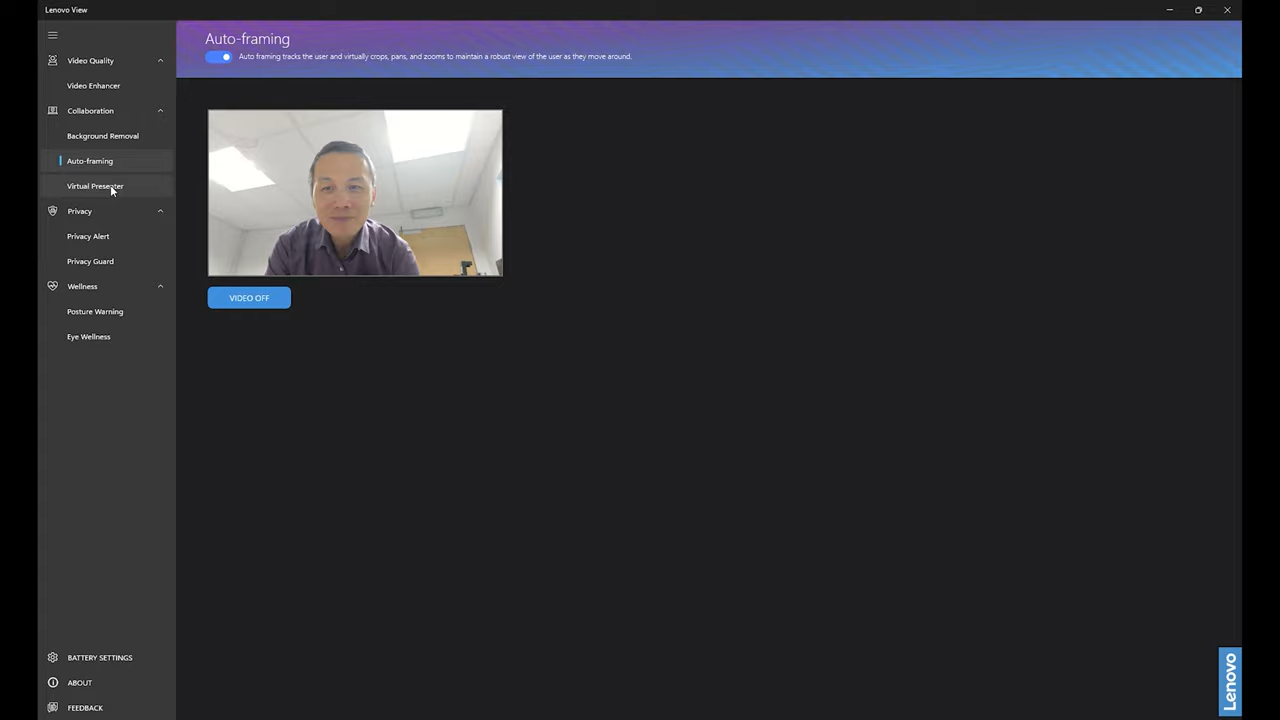 Lenovo View
Auto-framing
Auto framing tracks the user and virtually crops, pans, and zooms to maintain a robust view of the user as they move around.
Video Quality
Video Enhancer
Collaboration
Background Removal
Auto-framing
Virtual Presenter
Privacy
Privacy Alert
Privacy Guard
Wellness
Posture Warning
Eye Wellness
VIDEO OFF
BATTERY SETTINGS
ABOUT
FEEDBACK
Lenovo